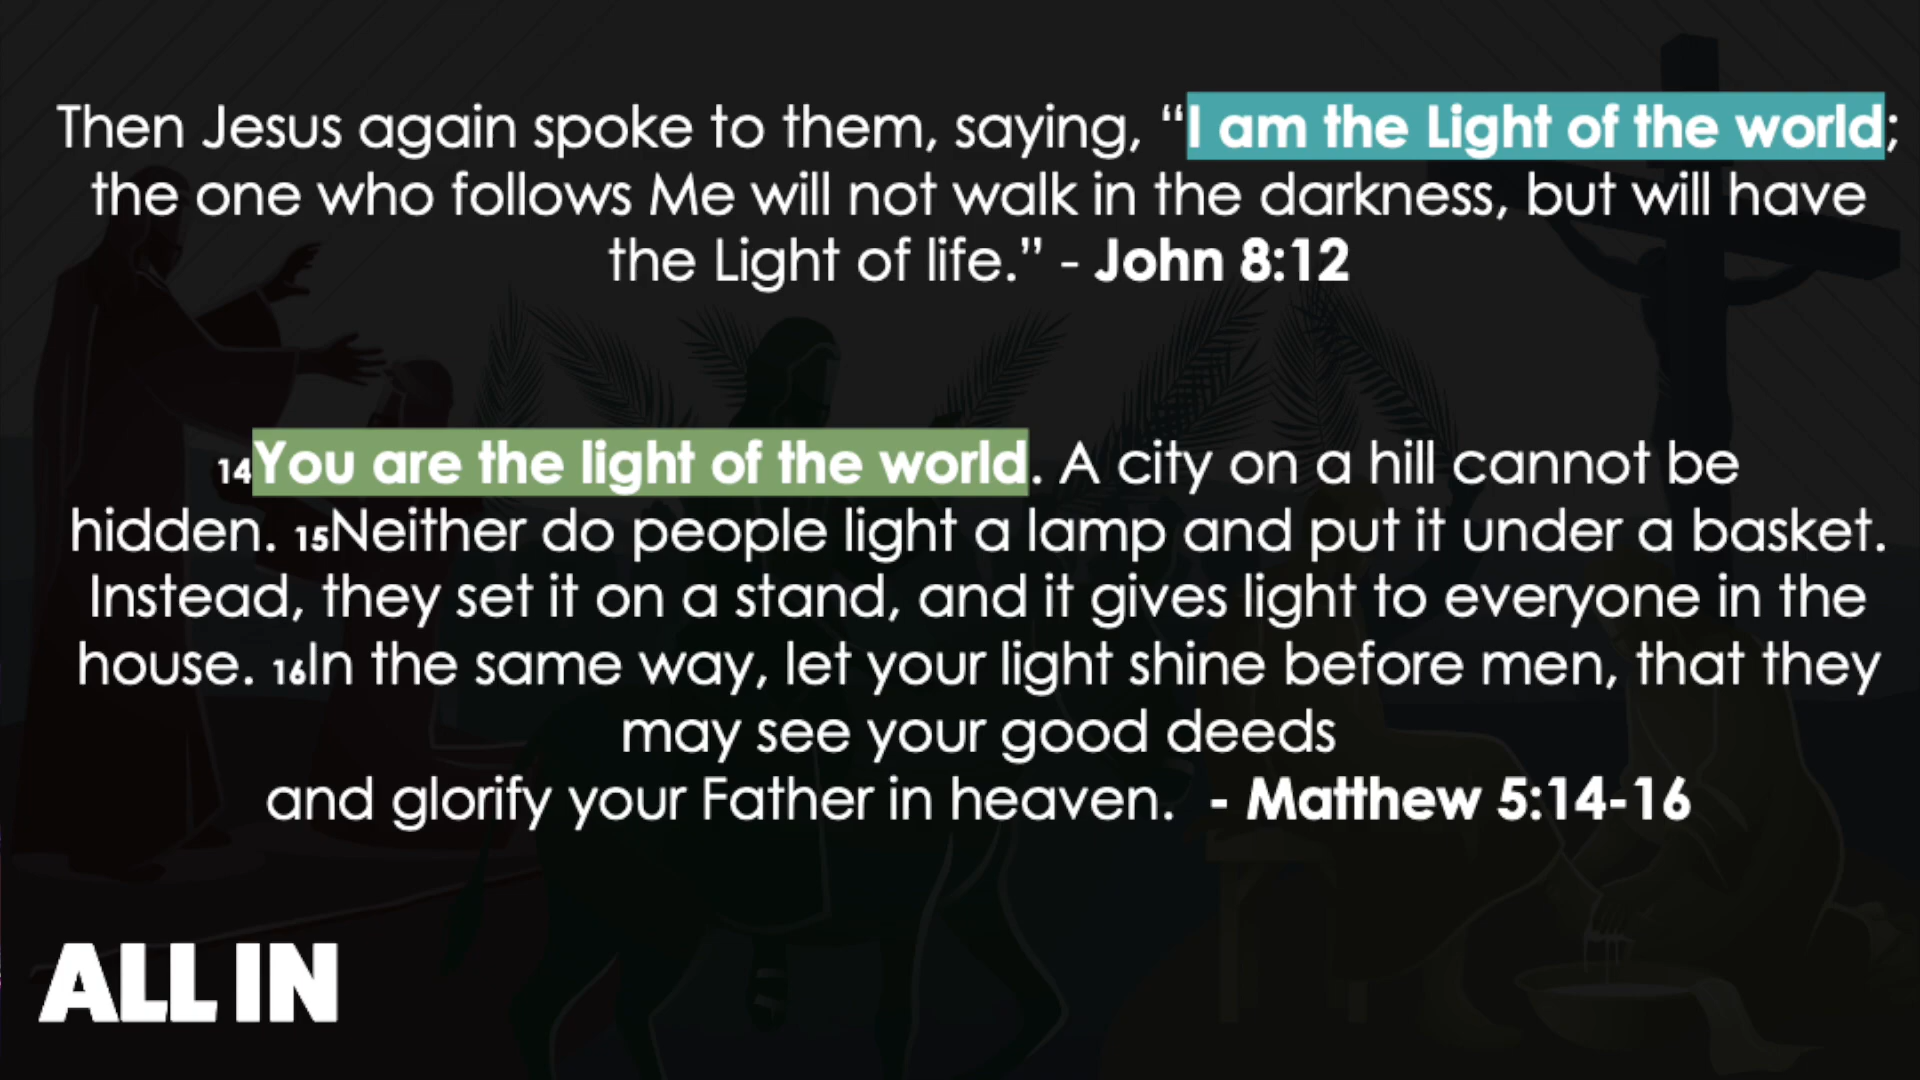 Then Jesus again spoke to them, saying, “I am the Light of the world;
the one who follows Me will not walk in the darkness, but will have
the Light of life.” - John 8:12
14You are the light of the world. A city on a hill cannot be
hidden. 15Neither do people light a lamp and put it under a basket.
Instead, they set it on a stand, and it gives light to everyone in the
house. 16In the same way, let your light shine before men, that they
may see your good deeds
and glorify your Father in heaven.  - Matthew 5:14-16
ALL IN